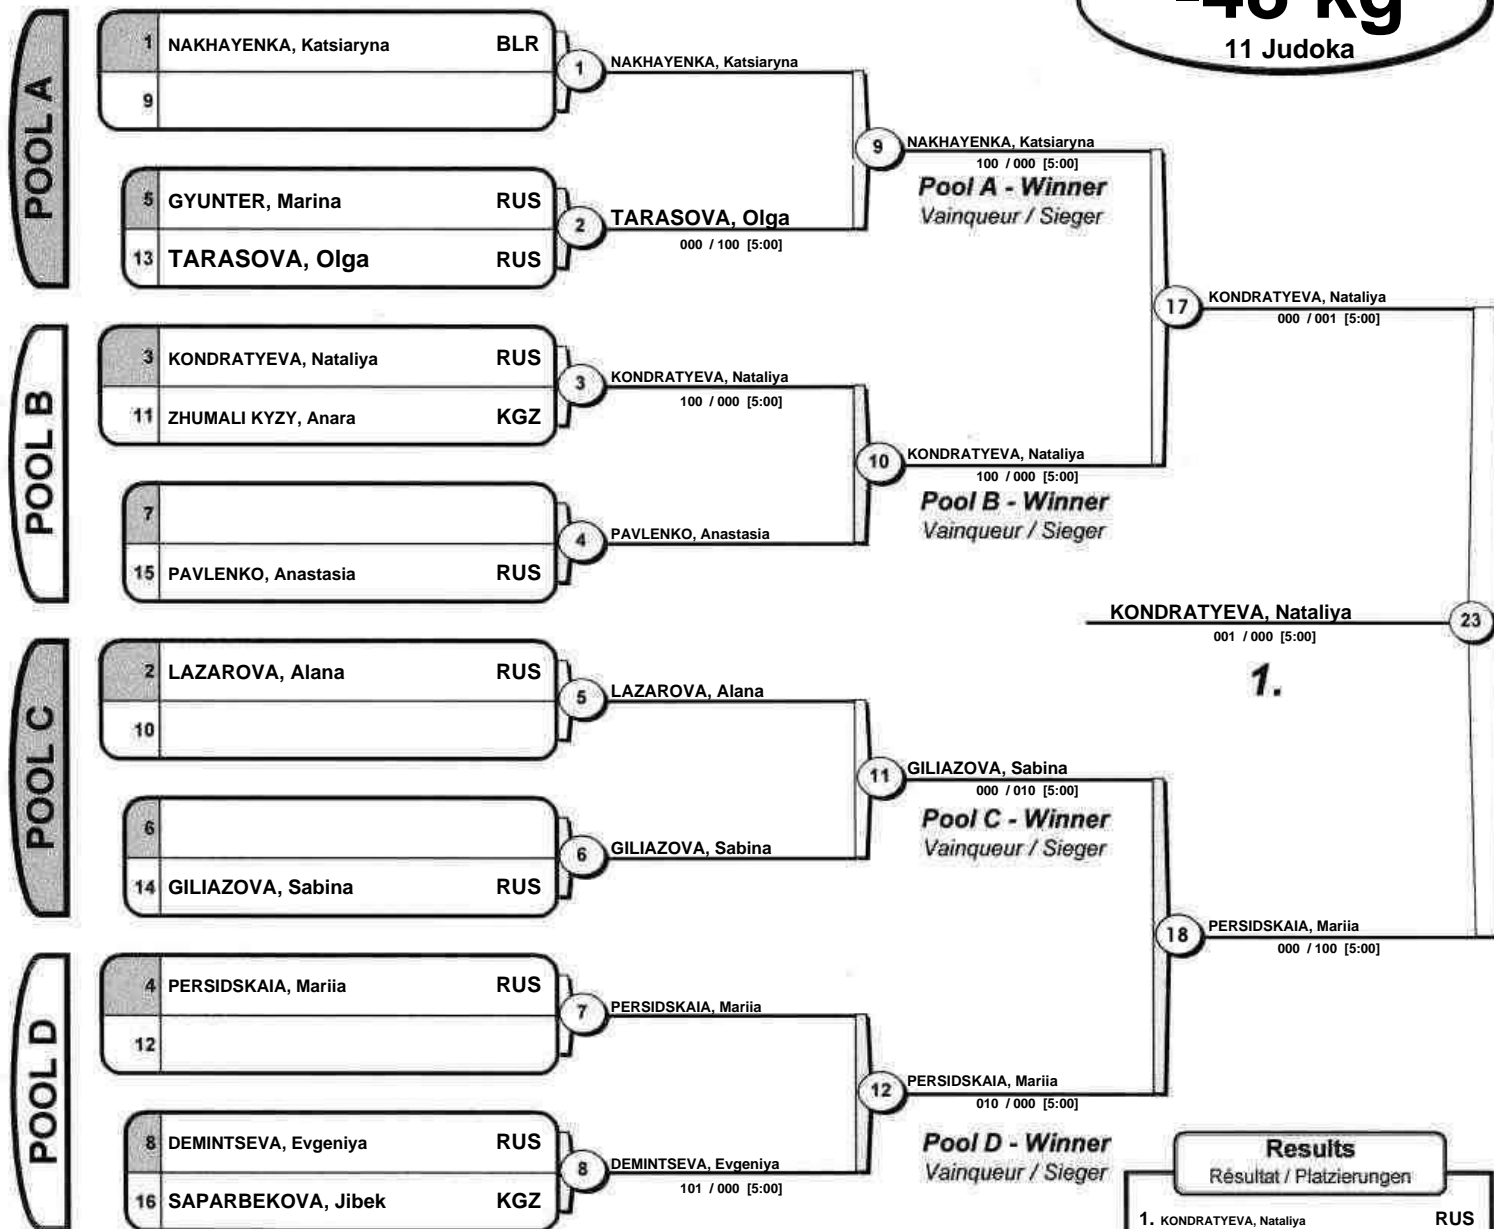 -48 kg
11 Judoka
POOL A
1 NAKHAYENKA, Katsiaryna BLR
9
1 NAKHAYENKA, Katsiaryna
5 GYUNTER, Marina RUS
13 TARASOVA, Olga RUS
2 TARASOVA, Olga
000 / 100 [5:00]
9 NAKHAYENKA, Katsiaryna
100 / 000 [5:00]
Pool A - Winner
Vainqueur / Sieger
POOL B
3 KONDRATYEVA, Nataliya RUS
11 ZHUMALI KYZY, Anara KGZ
3 KONDRATYEVA, Nataliya
100 / 000 [5:00]
7
15 PAVLENKO, Anastasia RUS
4 PAVLENKO, Anastasia
10 KONDRATYEVA, Nataliya
100 / 000 [5:00]
Pool B - Winner
Vainqueur / Sieger
17 KONDRATYEVA, Nataliya
000 / 001 [5:00]
KONDRATYEVA, Nataliya 23
001 / 000 [5:00]
1.
POOL C
2 LAZAROVA, Alana RUS
10
5 LAZAROVA, Alana
6
14 GILIAZOVA, Sabina RUS
6 GILIAZOVA, Sabina
11 GILIAZOVA, Sabina
000 / 010 [5:00]
Pool C - Winner
Vainqueur / Sieger
18 PERSIDSKAIA, Mariia
000 / 100 [5:00]
POOL D
4 PERSIDSKAIA, Mariia RUS
12
7 PERSIDSKAIA, Mariia
8 DEMINTSEVA, Evgeniya RUS
16 SAPARBEKOVA, Jibek KGZ
8 DEMINTSEVA, Evgeniya
101 / 000 [5:00]
12 PERSIDSKAIA, Mariia
010 / 000 [5:00]
Pool D - Winner
Vainqueur / Sieger
Results
Résultat / Platzierungen
1. KONDRATYEVA, Nataliya RUS